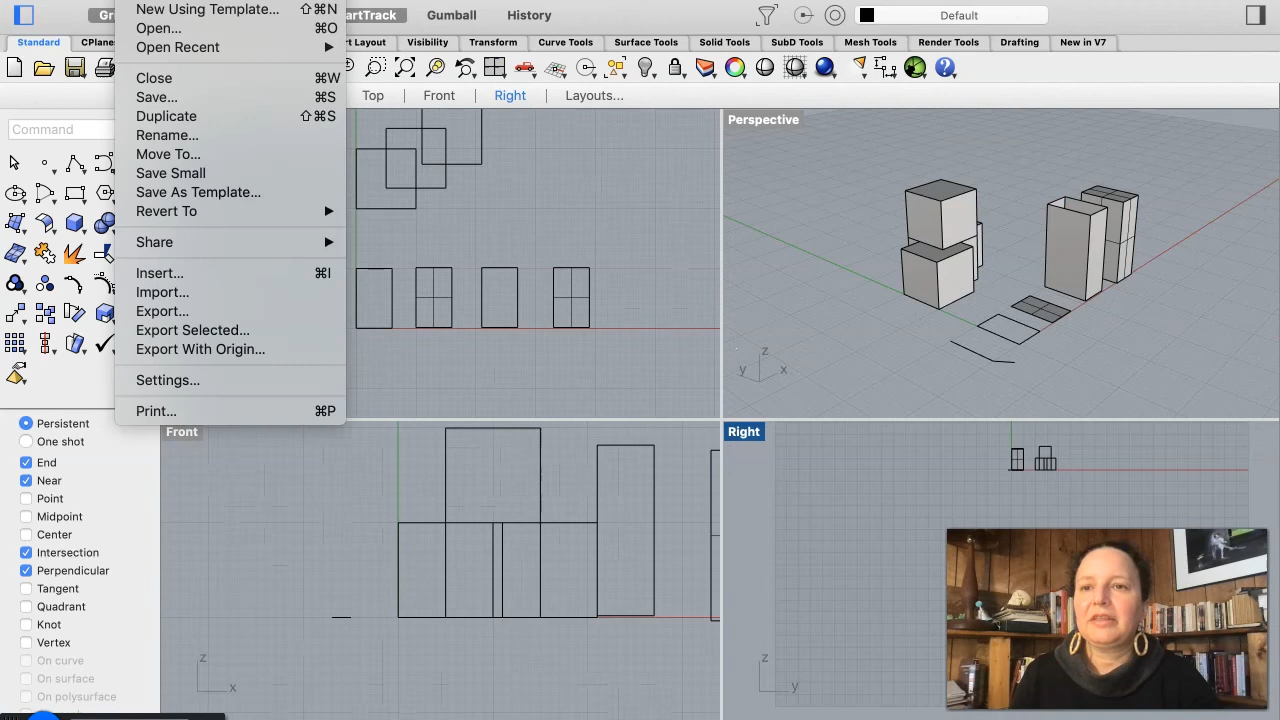 Gri
New Using Template... ⇧⌘N
artTrack
Gumball
History
Default
Open... ⌘O
Open Recent
Close ⌘W
Save... ⌘S
Duplicate ⇧⌘S
Rename...
Move To...
Save Small
Save As Template...
Revert To
Share
Insert... ⌘I
Import...
Export...
Export Selected...
Export With Origin...
Settings...
Print... ⌘P
Standard
CPlane
rt Layout
Visibility
Transform
Curve Tools
Surface Tools
Solid Tools
SubD Tools
Mesh Tools
Render Tools
Drafting
New in V7
Top
Front
Right
Layouts...
Command
Perspective
z
y x
Persistent
One shot
End
Near
Point
Midpoint
Center
Intersection
Perpendicular
Tangent
Quadrant
Knot
Vertex
On curve
On surface
On polysurface
Front
z
x
Right
z
y